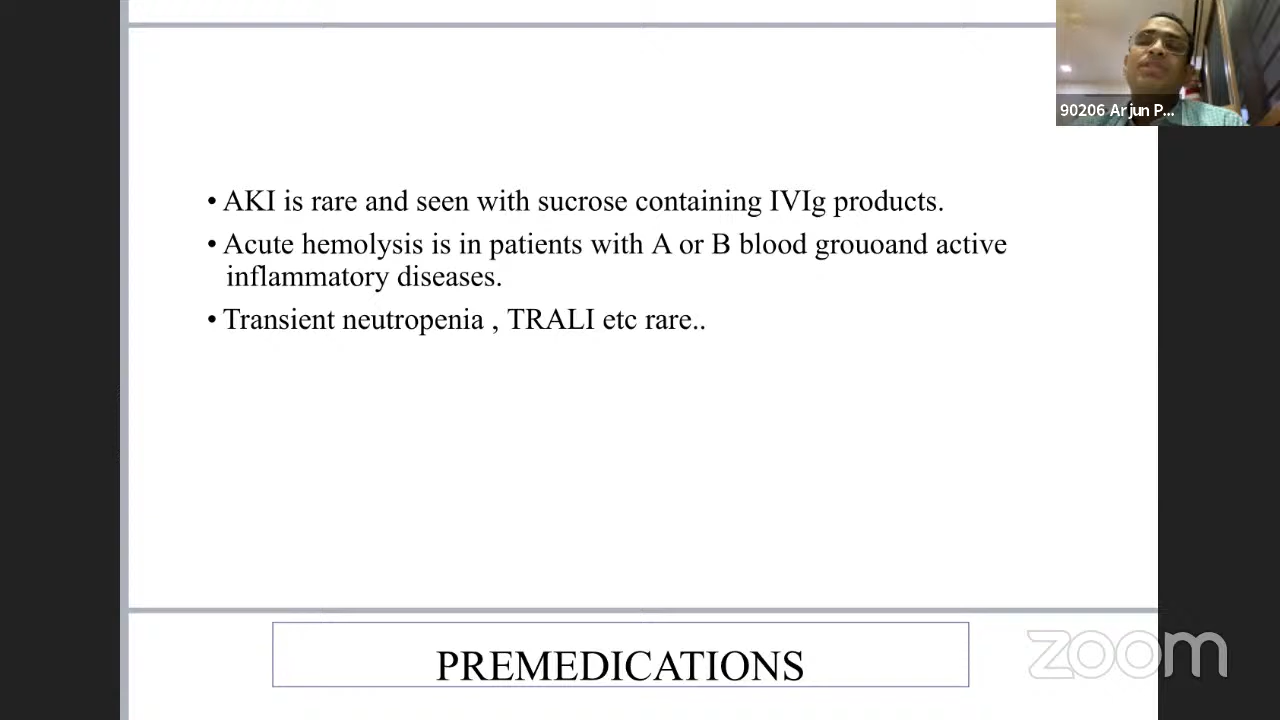 90206 Arjun P...
• AKI is rare and seen with sucrose containing IVIg products.
• Acute hemolysis is in patients with A or B blood grouoand active
inflammatory diseases.
• Transient neutropenia , TRALI etc rare..
PREMEDICATIONS
zoom